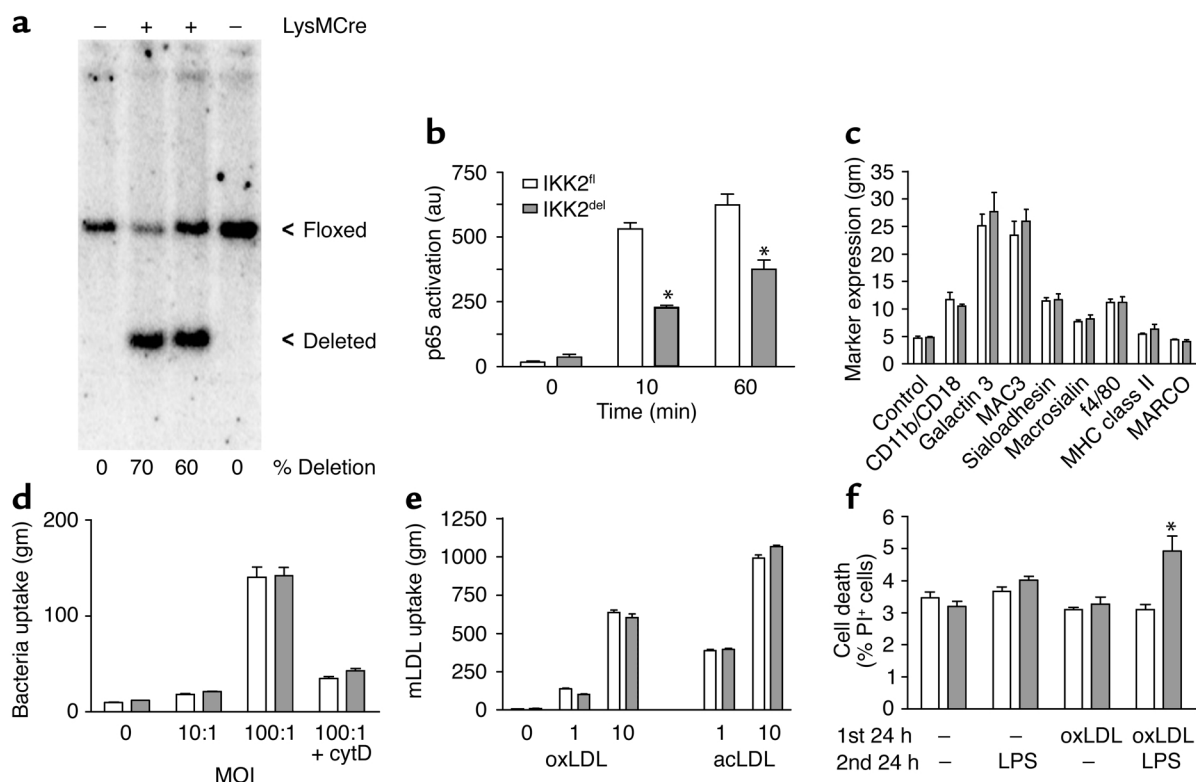 a
– + + – LysMCre
< Floxed
< Deleted
0 70 60 0 % Deletion
b
p65 activation (au)
750
500
250
0
IKK2fl
IKK2del
*
*
0 10 60
Time (min)
c
Marker expression (gm)
35
30
25
20
15
10
5
0
Control
CD11b/CD18
Galactin 3
MAC3
Sialoadhesin
Macrosialin
f4/80
MHC class II
MARCO
d
Bacteria uptake (gm)
200
100
0
0 10:1 100:1 100:1
+ cytD
MOI
e
mLDL uptake (gm)
1250
1000
750
500
250
0
0 1 10 1 10
oxLDL acLDL
f
Cell death
(% PI+ cells)
6
5
4
3
2
1
0
*
1st 24 h – – oxLDL oxLDL
2nd 24 h – LPS – LPS